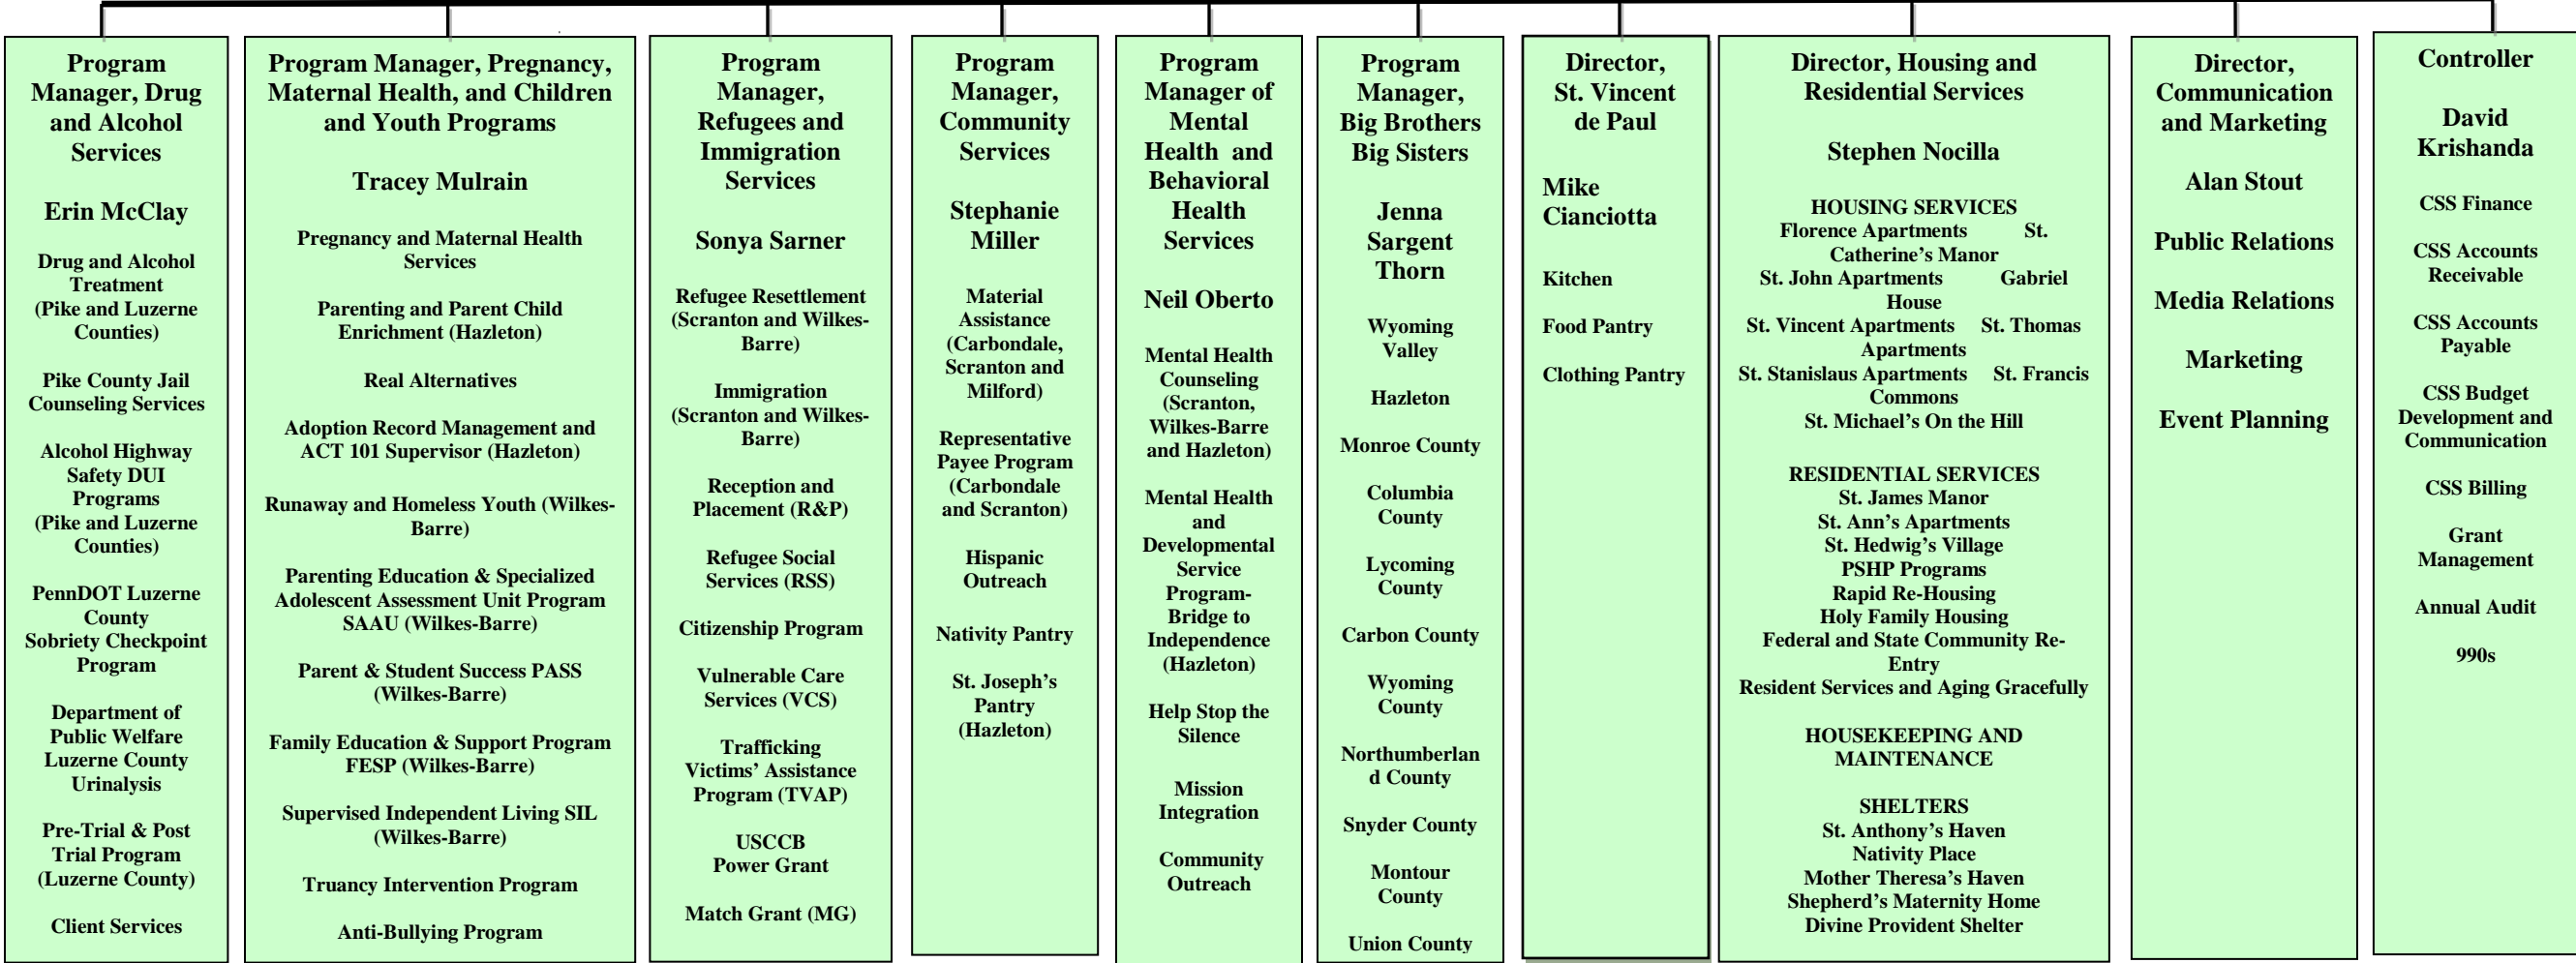 Program
Manager, Drug
and Alcohol
Services
Erin McClay
Drug and Alcohol
Treatment
(Pike and Luzerne
Counties)
Pike County Jail
Counseling Services
Alcohol Highway
Safety DUI
Programs
(Pike and Luzerne
Counties)
PennDOT Luzerne
County
Sobriety Checkpoint
Program
Department of
Public Welfare
Luzerne County
Urinalysis
Pre-Trial & Post
Trial Program
(Luzerne County)
Client Services
Program Manager, Pregnancy,
Maternal Health, and Children
and Youth Programs
Tracey Mulrain
Pregnancy and Maternal Health
Services
Parenting and Parent Child
Enrichment (Hazleton)
Real Alternatives
Adoption Record Management and
ACT 101 Supervisor (Hazleton)
Runaway and Homeless Youth (Wilkes-
Barre)
Parenting Education & Specialized
Adolescent Assessment Unit Program
SAAU (Wilkes-Barre)
Parent & Student Success PASS
(Wilkes-Barre)
Family Education & Support Program
FESP (Wilkes-Barre)
Supervised Independent Living SIL
(Wilkes-Barre)
Truancy Intervention Program
Anti-Bullying Program
Program
Manager,
Refugees and
Immigration
Services
Sonya Sarner
Refugee Resettlement
(Scranton and Wilkes-
Barre)
Immigration
(Scranton and Wilkes-
Barre)
Reception and
Placement (R&P)
Refugee Social
Services (RSS)
Citizenship Program
Vulnerable Care
Services (VCS)
Trafficking
Victims' Assistance
Program (TVAP)
USCCB
Power Grant
Match Grant (MG)
Program
Manager,
Community
Services
Stephanie
Miller
Material
Assistance
(Carbondale,
Scranton and
Milford)
Representative
Payee Program
(Carbondale
and Scranton)
Hispanic
Outreach
Nativity Pantry
St. Joseph's
Pantry
(Hazleton)
Program
Manager of
Mental
Health and
Behavioral
Health
Services
Neil Oberto
Mental Health
Counseling
(Scranton,
Wilkes-Barre
and Hazleton)
Mental Health
and
Developmental
Service
Program-
Bridge to
Independence
(Hazleton)
Help Stop the
Silence
Mission
Integration
Community
Outreach
Program
Manager,
Big Brothers
Big Sisters
Jenna
Sargent
Thorn
Wyoming
Valley
Hazleton
Monroe County
Columbia
County
Lycoming
County
Carbon County
Wyoming
County
Northumberlan
d County
Snyder County
Montour
County
Union County
Director,
St. Vincent
de Paul
Mike
Cianciotta
Kitchen
Food Pantry
Clothing Pantry
Director, Housing and
Residential Services
Stephen Nocilla
HOUSING SERVICES
Florence Apartments St.
Catherine's Manor
St. John Apartments Gabriel
House
St. Vincent Apartments St. Thomas
Apartments
St. Stanislaus Apartments St. Francis
Commons
St. Michael's On the Hill
RESIDENTIAL SERVICES
St. James Manor
St. Ann's Apartments
St. Hedwig's Village
PSHP Programs
Rapid Re-Housing
Holy Family Housing
Federal and State Community Re-
Entry
Resident Services and Aging Gracefully
HOUSEKEEPING AND
MAINTENANCE
SHELTERS
St. Anthony's Haven
Nativity Place
Mother Theresa's Haven
Shepherd's Maternity Home
Divine Provident Shelter
Director,
Communication
and Marketing
Alan Stout
Public Relations
Media Relations
Marketing
Event Planning
Controller
David
Krishanda
CSS Finance
CSS Accounts
Receivable
CSS Accounts
Payable
CSS Budget
Development and
Communication
CSS Billing
Grant
Management
Annual Audit
990s